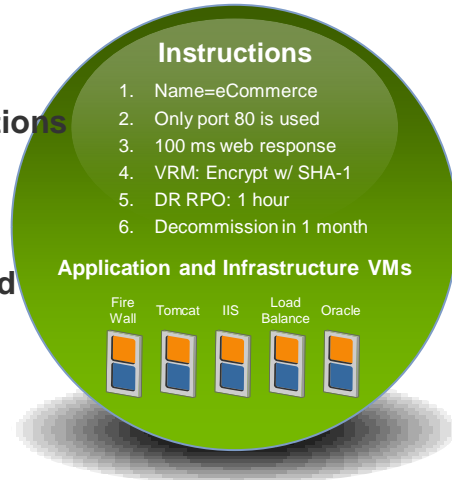 Instructions
1. Name=eCommerce
2. Only port 80 is used
tions
3. 100 ms web response
4. VRM: Encrypt w/ SHA-1
5. DR RPO: 1 hour
6. Decommission in 1 month
Application and Infrastructure VMs
d
Fire Wall Tomcat IIS Load Balance Oracle